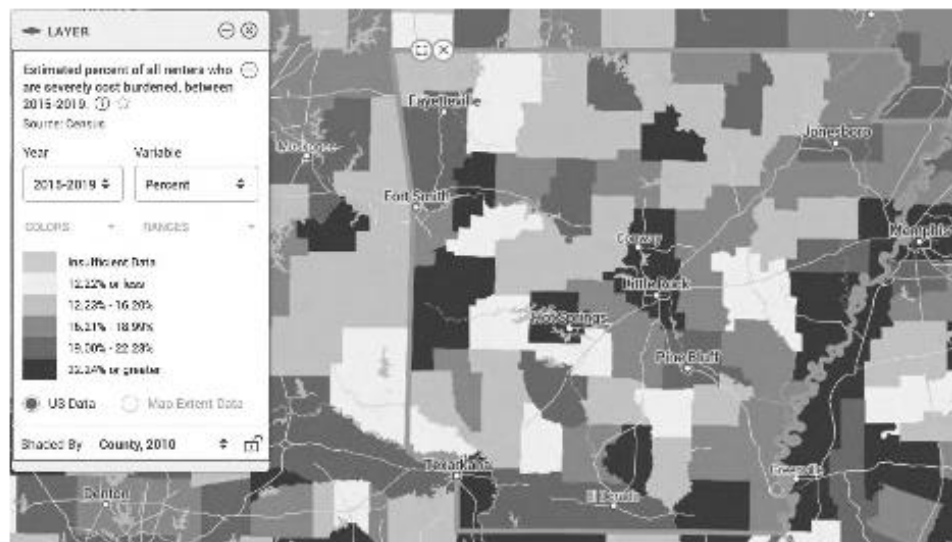 LAYER
Estimated percent of all renters who
are severely cost burdened, between
2015-2019.
Source: Census
Year Variable
2015-2019 Percent
COLORS RANGES
Insufficient Data
12.22% or less
12.23% - 16.20%
16.21% - 18.99%
19.00% - 22.23%
22.24% or greater
US Data Map Extent Data
Shaded By County, 2010
Fayetteville
Jonesboro
Muskogee
Fort Smith
Conway
Memphis
Little Rock
Hot Springs
Pine Bluff
Texarkana
Greenville
Denton
El Dorado